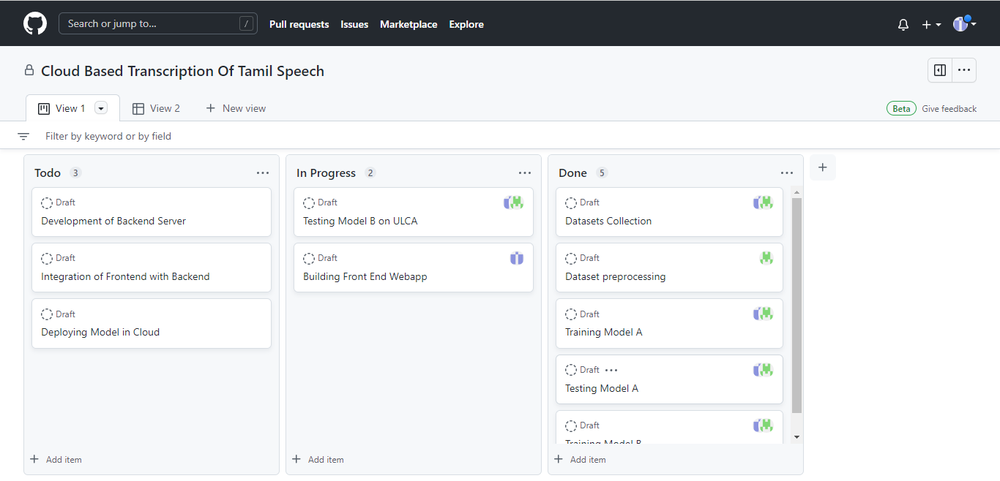 Search or jump to... /
Pull requests
Issues
Marketplace
Explore
Cloud Based Transcription Of Tamil Speech
View 1
View 2
New view
Beta
Give feedback
Filter by keyword or by field
Todo 3
Draft
Development of Backend Server
Draft
Integration of Frontend with Backend
Draft
Deploying Model in Cloud
Add item
In Progress 2
Draft
Testing Model B on ULCA
Draft
Building Front End Webapp
Add item
Done 5
Draft
Datasets Collection
Draft
Dataset preprocessing
Draft
Training Model A
Draft
Testing Model A
Draft
Training Model B
Add item